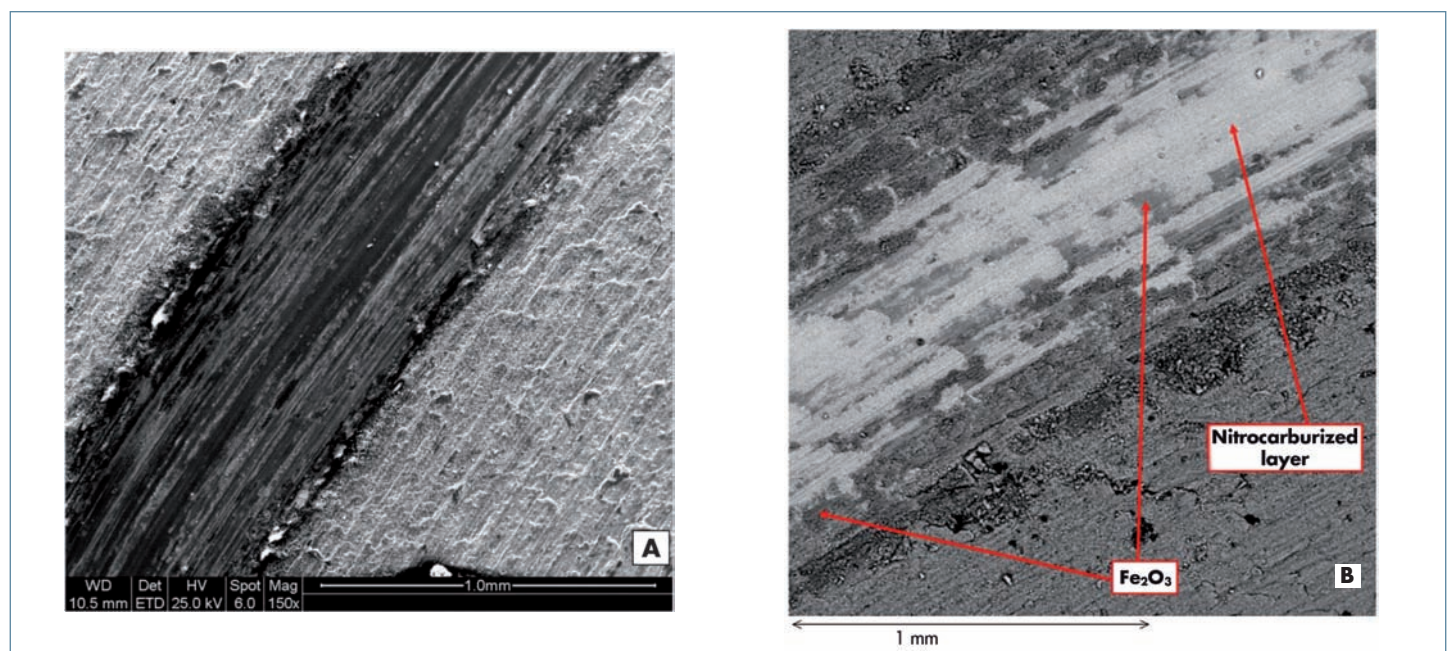 A
WD Det HV Spot Mag 1.0mm
10.5 mm ETD 25.0 kV 6.0 150x
Nitrocarburized
layer
Fe₂O₃
B
1 mm